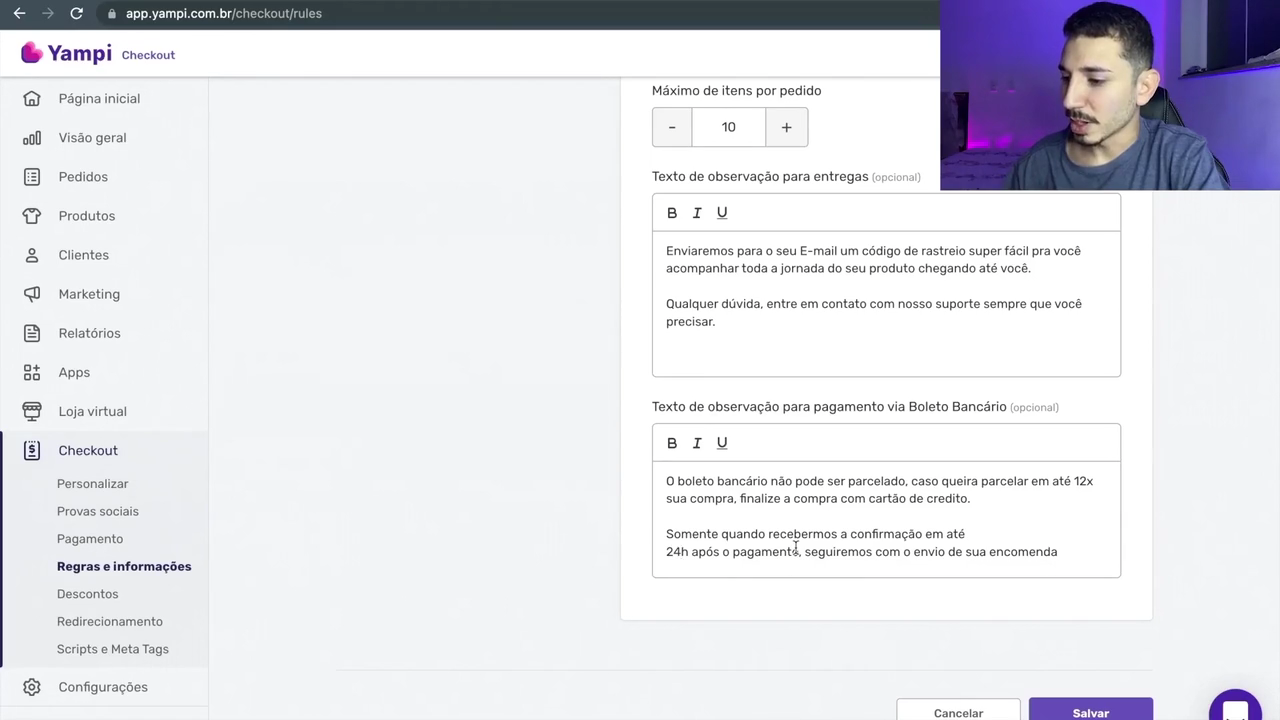 app.yampi.com.br/checkout/rules
Yampi Checkout
Página inicial
Visão geral
Pedidos
Produtos
Clientes
Marketing
Relatórios
Apps
Loja virtual
Checkout
Personalizar
Provas sociais
Pagamento
Regras e informações
Descontos
Redirecionamento
Scripts e Meta Tags
Configurações
Máximo de itens por pedido
- 10 +
Texto de observação para entregas (opcional)
B I U
Enviaremos para o seu E-mail um código de rastreio super fácil pra você
acompanhar toda a jornada do seu produto chegando até você.
Qualquer dúvida, entre em contato com nosso suporte sempre que você
precisar.
Texto de observação para pagamento via Boleto Bancário (opcional)
B I U
O boleto bancário não pode ser parcelado, caso queira parcelar em até 12x
sua compra, finalize a compra com cartão de credito.
Somente quando recebermos a confirmação em até
24h após o pagamento, seguiremos com o envio de sua encomenda
Cancelar
Salvar